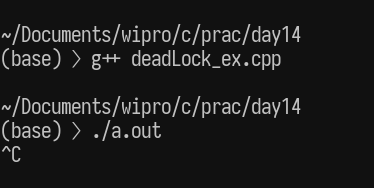 ~/Documents/wipro/c/prac/day14
(base) > g++ deadLock_ex.cpp
~/Documents/wipro/c/prac/day14
(base) > ./a.out
^C